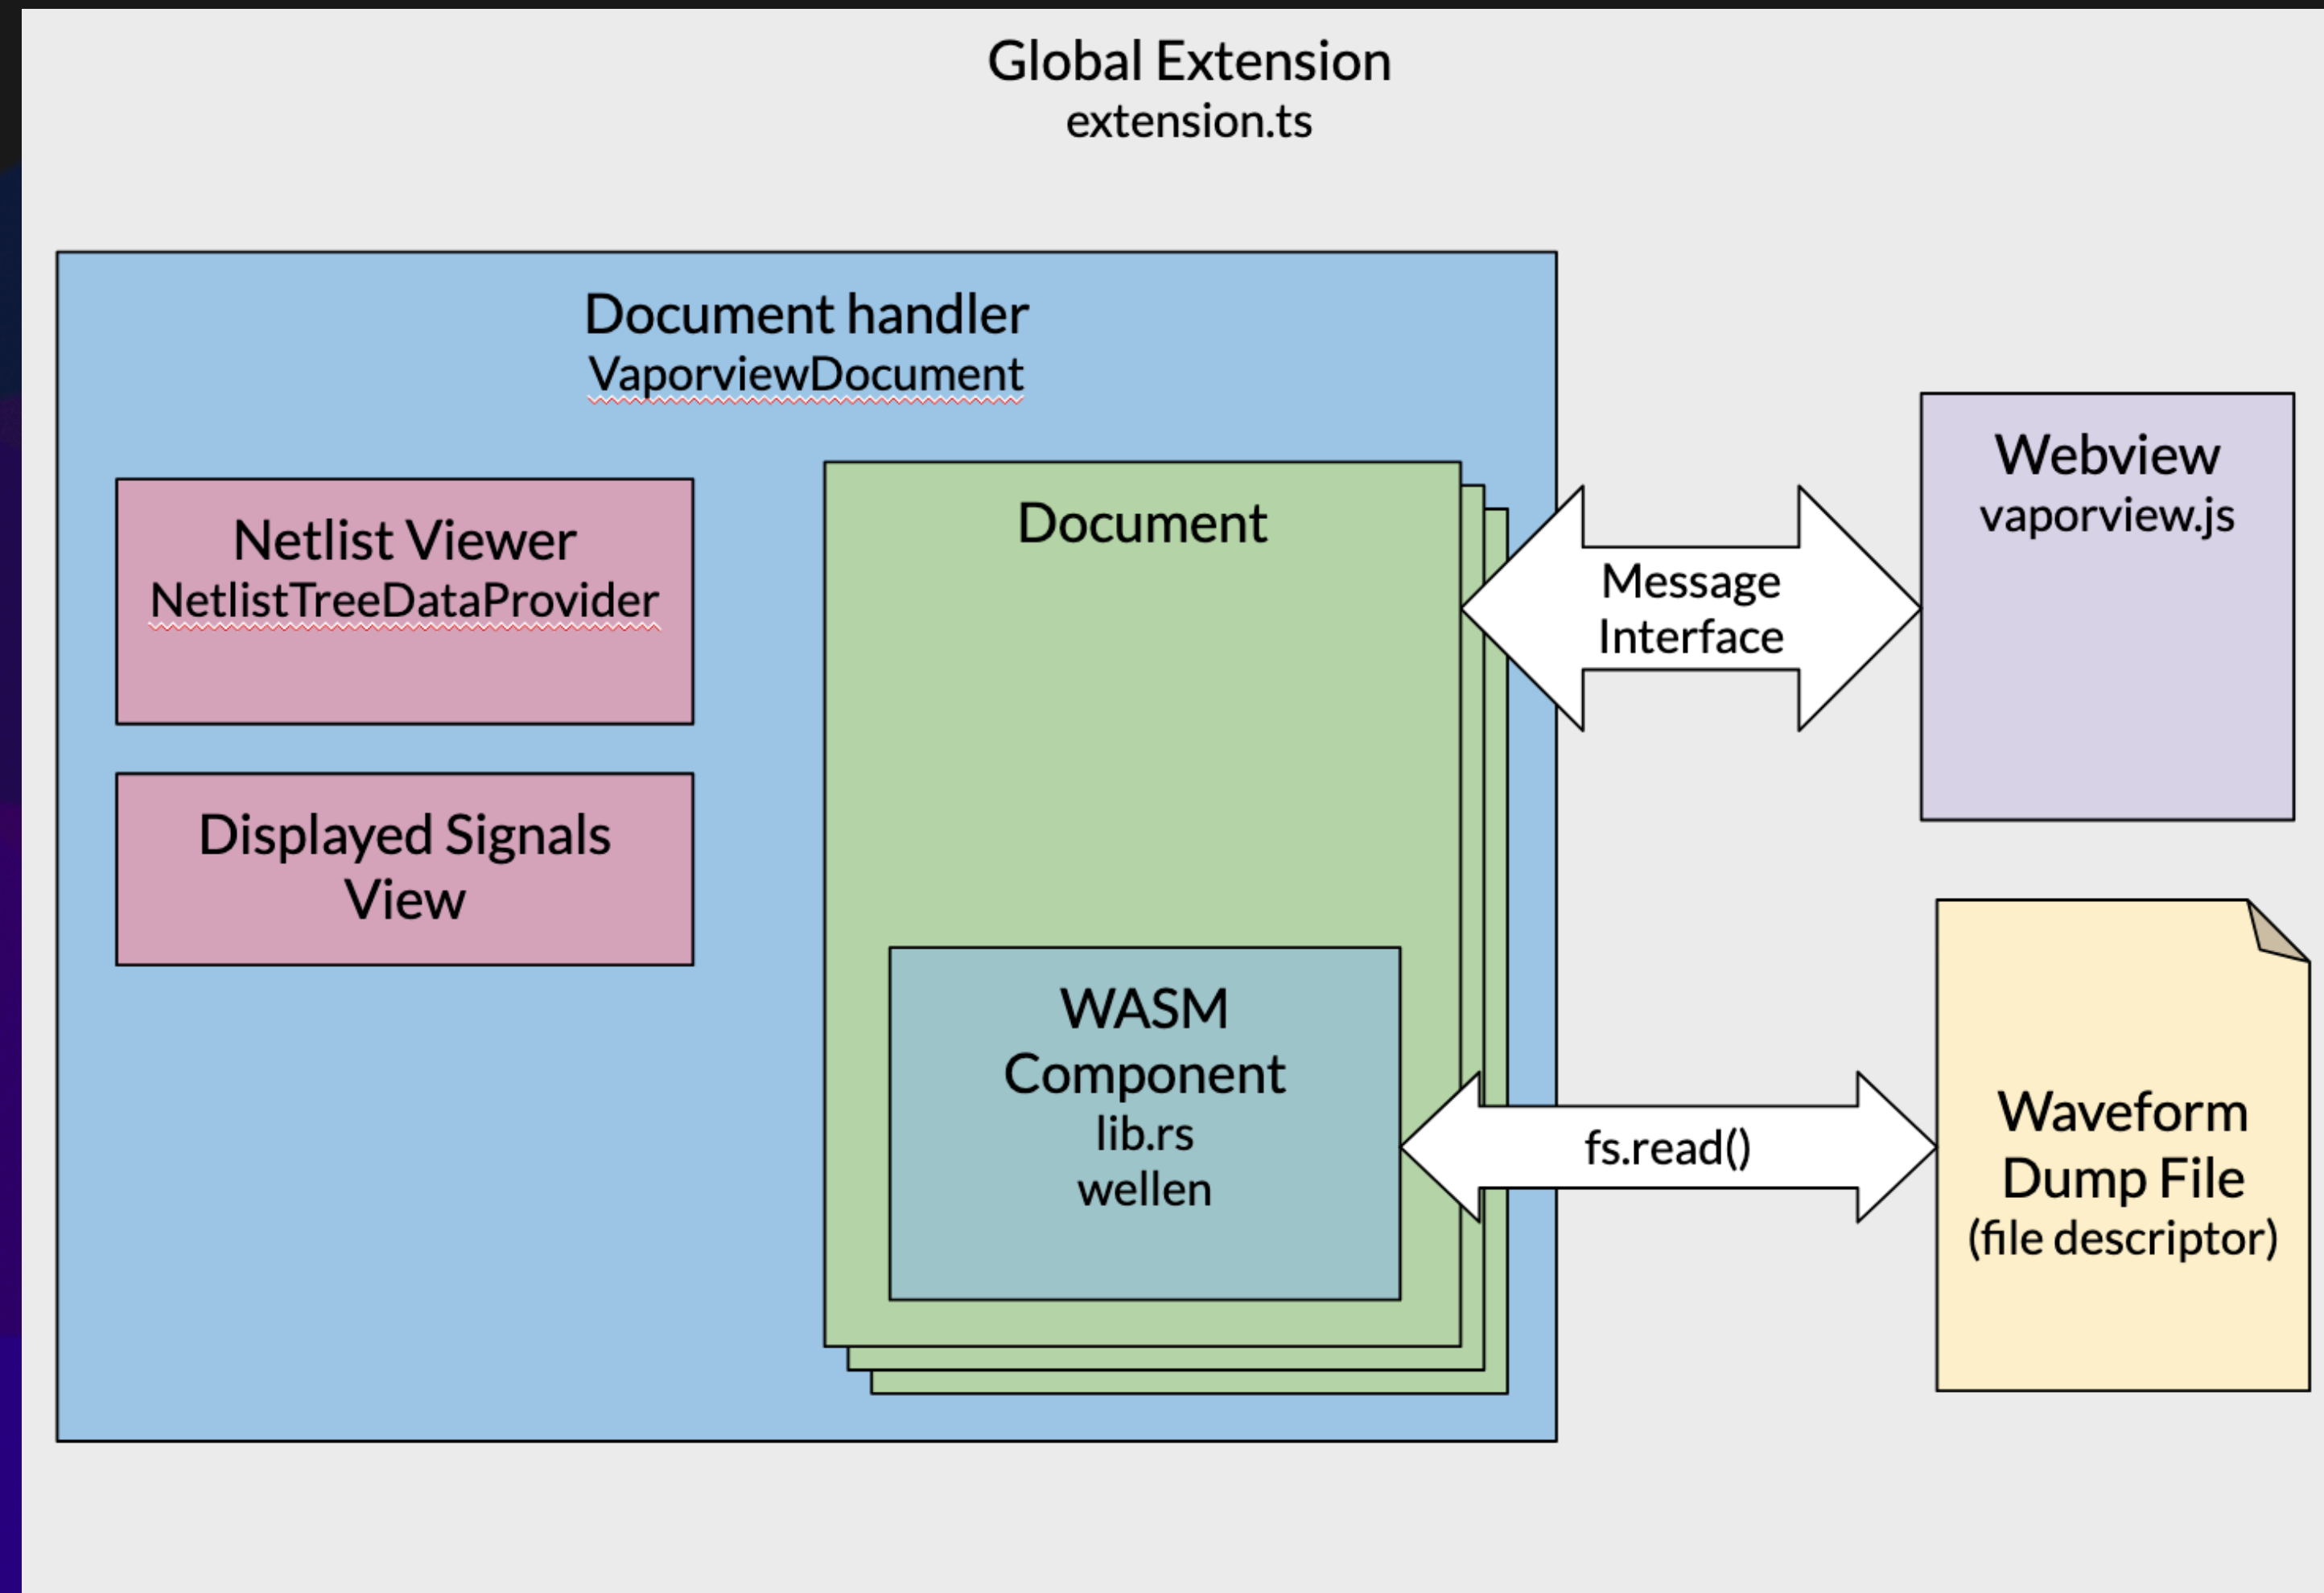 Global Extension
extension.ts
Document handler
VaporviewDocument
Netlist Viewer
NetlistTreeDataProvider
Displayed Signals
View
Document
WASM
Component
lib.rs
wellen
Message
Interface
Webview
vaporview.js
fs.read()
Waveform
Dump File
(file descriptor)